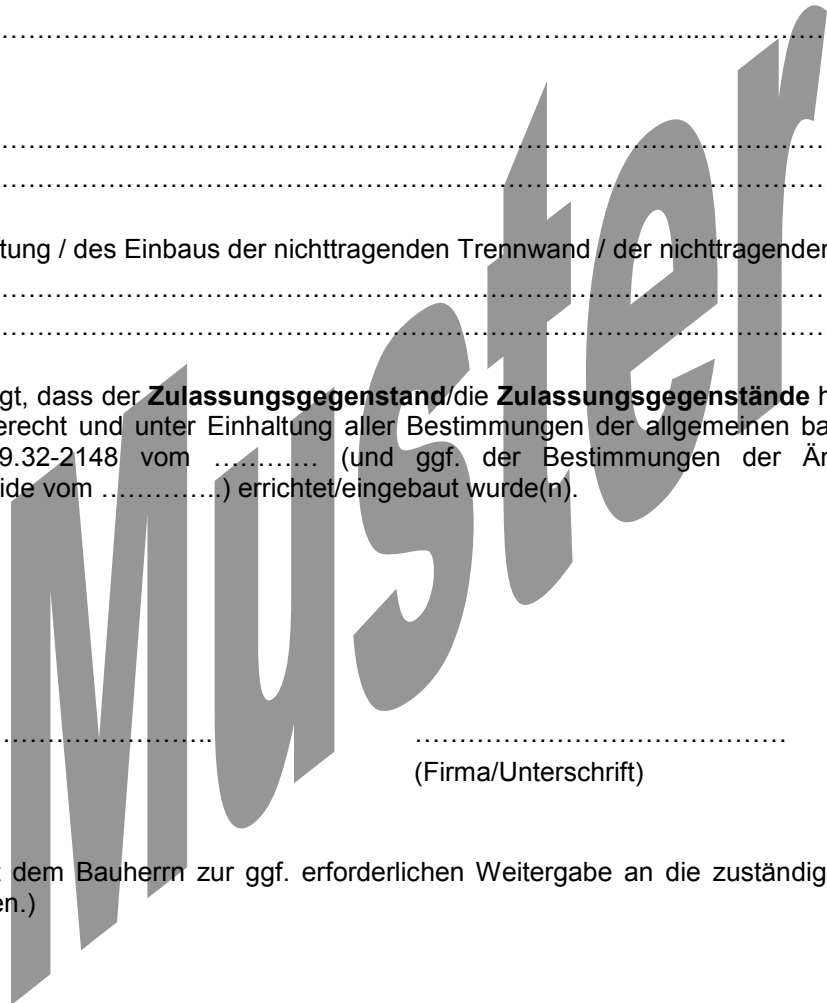 ……………………………………………………………………..……………
……………………………………………………………………………………
……………………………………………………………………..……………
tung / des Einbaus der nichttragenden Trennwand / der nichttragenden
……………………………………………………………………..……………
……………………………………………………………………..……………
gt, dass der Zulassungsgegenstand/die Zulassungsgegenstände h
erecht und unter Einhaltung aller Bestimmungen der allgemeinen ba
9.32-2148 vom ………… (und ggf. der Bestimmungen der Än
ide vom …………..) errichtet/eingebaut wurde(n).
Muster
……………………. ……………………………………
(Firma/Unterschrift)
t dem Bauherrn zur ggf. erforderlichen Weitergabe an die zuständig
en.)